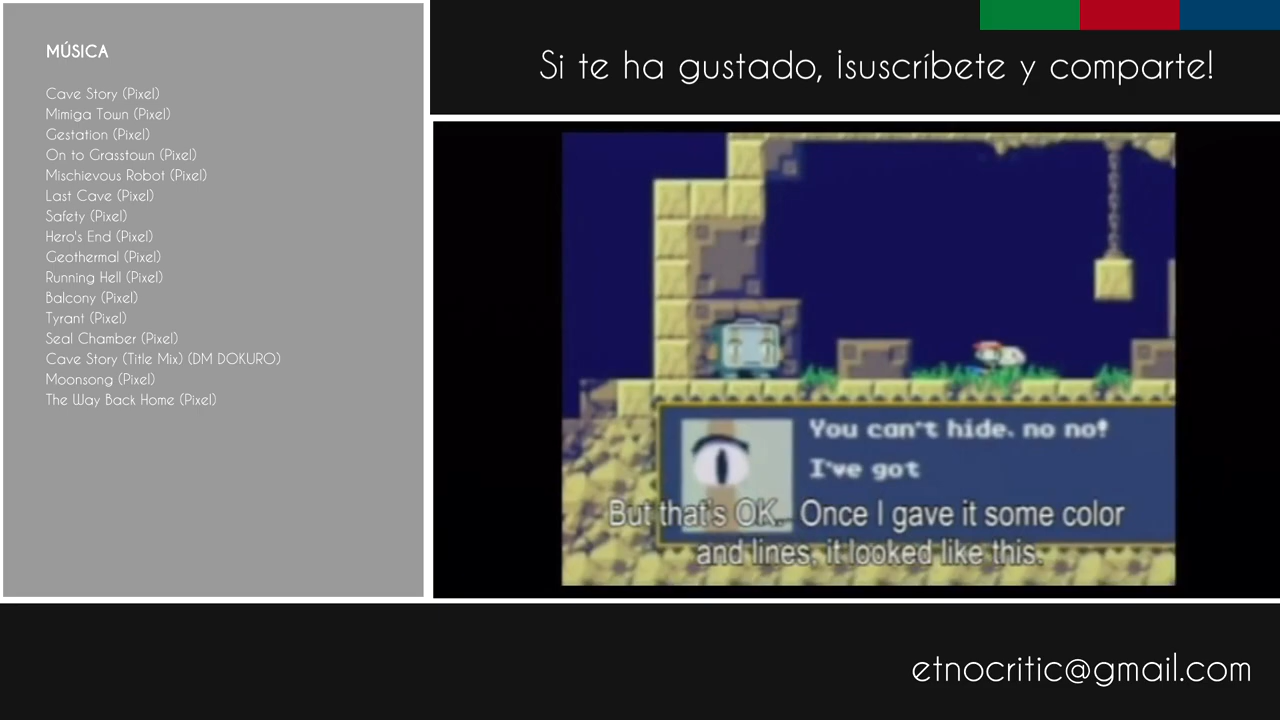 MÚSICA
Cave Story (Pixel)
Mimiga Town (Pixel)
Gestation (Pixel)
On to Grasstown (Pixel)
Mischievous Robot (Pixel)
Last Cave (Pixel)
Safety (Pixel)
Hero's End (Pixel)
Geothermal (Pixel)
Running Hell (Pixel)
Balcony (Pixel)
Tyrant (Pixel)
Seal Chamber (Pixel)
Cave Story (Title Mix) (DM DOKURO)
Moonsong (Pixel)
The Way Back Home (Pixel)
Si te ha gustado, ¡suscríbete y comparte!
You can't hide, no no!
I've got
But that's OK. Once I gave it some color
and lines, it looked like this.
etnocritic@gmail.com